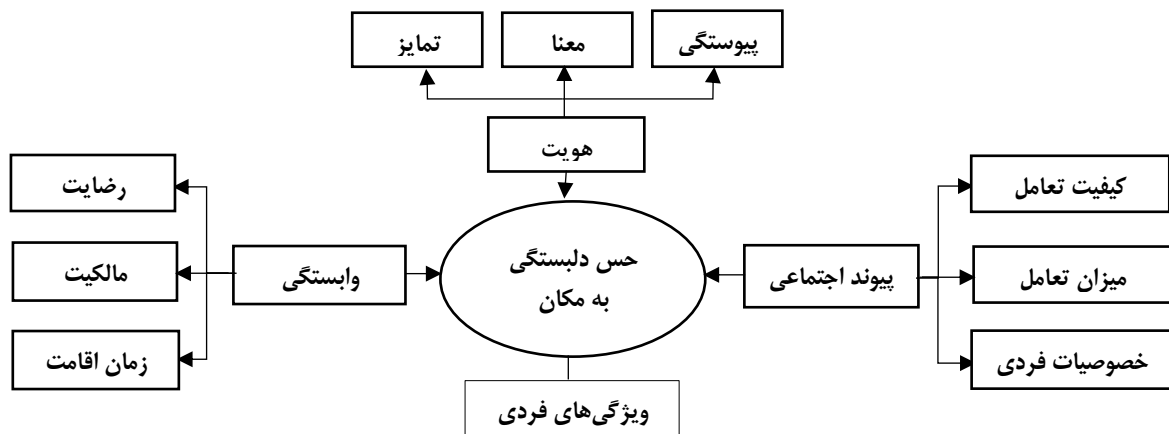 پیوستگی
معنا
تمایز
هویت
کیفیت تعامل
رضایت
حس دلبستگی
به مکان
پیوند اجتماعی
میزان تعامل
وابستگی
مالکیت
خصوصیات فردی
زمان اقامت
ویژگی‌های فردی